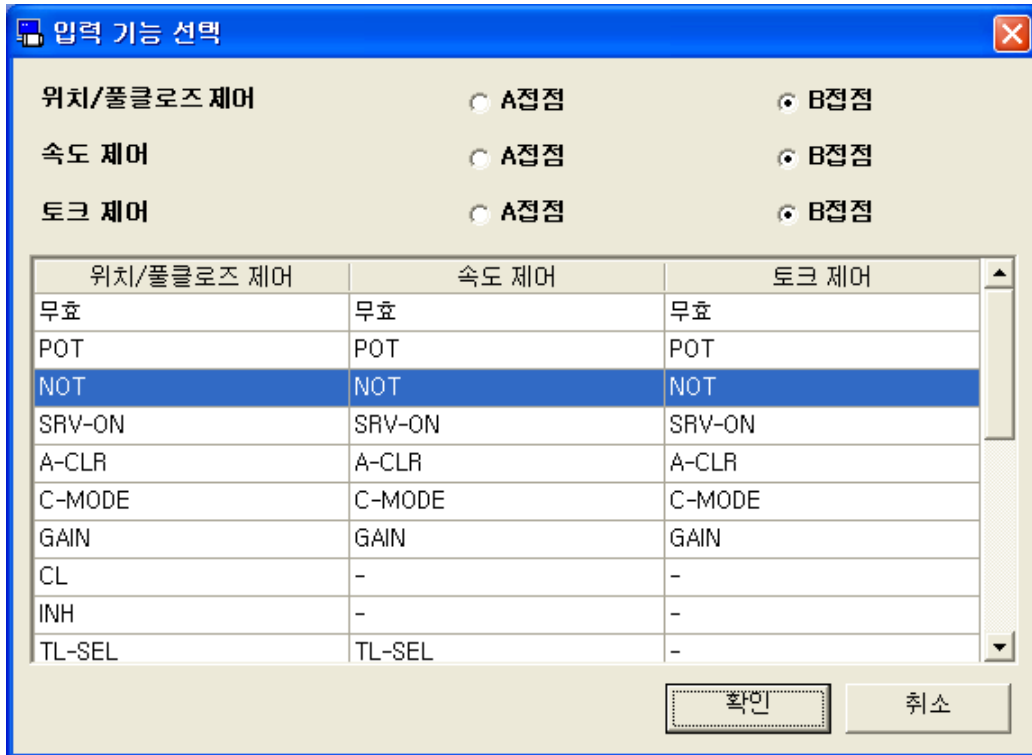 입력 기능 선택
위치/풀클로즈 제어 A접점 B접점
속도 제어 A접점 B접점
토크 제어 A접점 B접점
위치/풀클로즈 제어 속도 제어 토크 제어
무효 무효 무효
POT POT POT
NOT NOT NOT
SRV-ON SRV-ON SRV-ON
A-CLR A-CLR A-CLR
C-MODE C-MODE C-MODE
GAIN GAIN GAIN
CL - -
INH - -
TL-SEL TL-SEL -
확인 취소